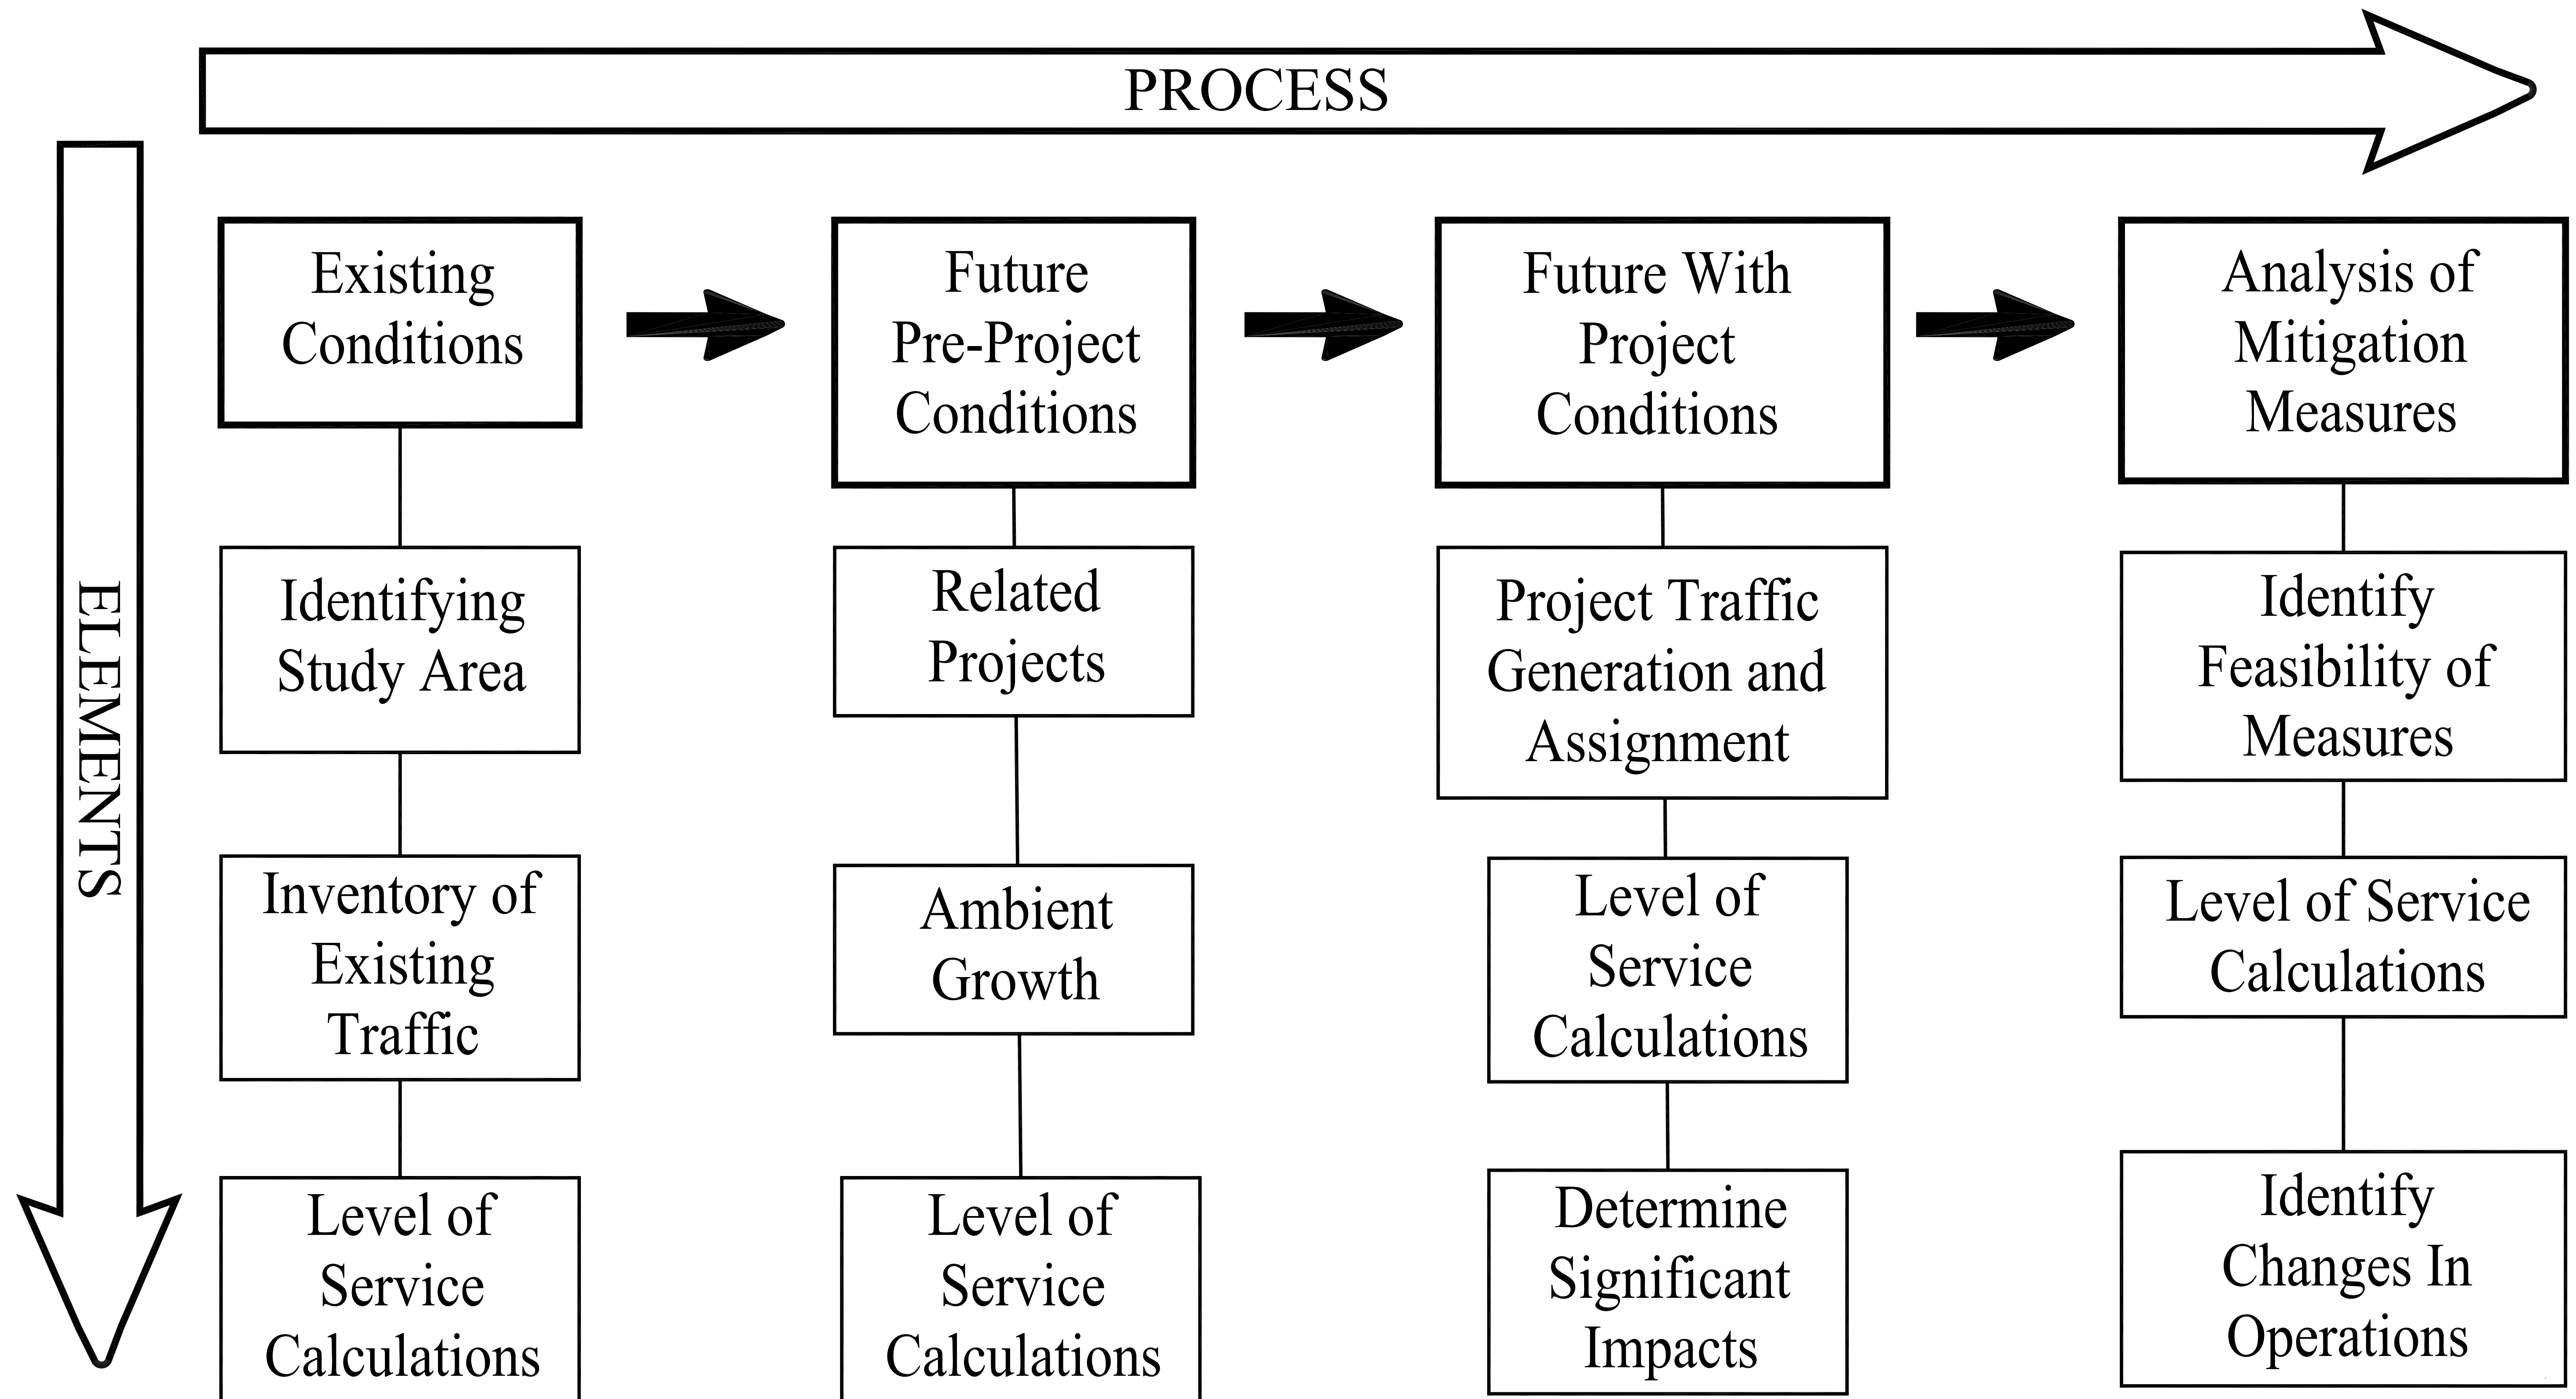 PROCESS
ELEMENTS
Existing
Conditions
Identifying
Study Area
Inventory of
Existing
Traffic
Level of
Service
Calculations
Future
Pre-Project
Conditions
Related
Projects
Ambient
Growth
Level of
Service
Calculations
Future With
Project
Conditions
Project Traffic
Generation and
Assignment
Level of
Service
Calculations
Determine
Significant
Impacts
Analysis of
Mitigation
Measures
Identify
Feasibility of
Measures
Level of Service
Calculations
Identify
Changes In
Operations